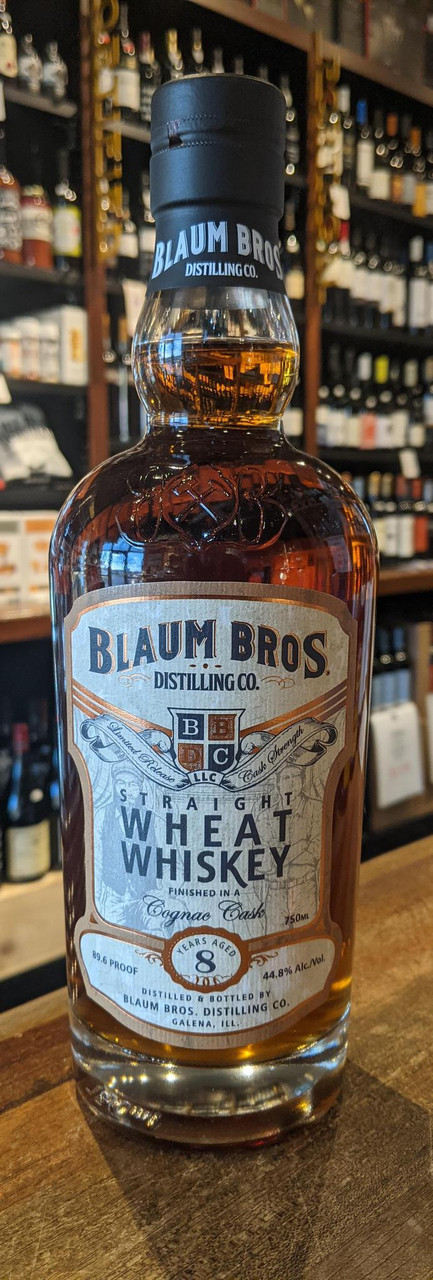 BLAUM BROS
DISTILLING CO.
BLAUM BROS.
DISTILLING CO.
B B
D C
Limited Release
LLC
Cask Strength
STRAIGHT
WHEAT
WHISKEY
FINISHED IN A
Cognac Cask
750ML
YEARS AGED
8
89.6 PROOF
44.8% Alc./Vol.
DISTILLED & BOTTLED BY
BLAUM BROS. DISTILLING CO.
GALENA, ILL.